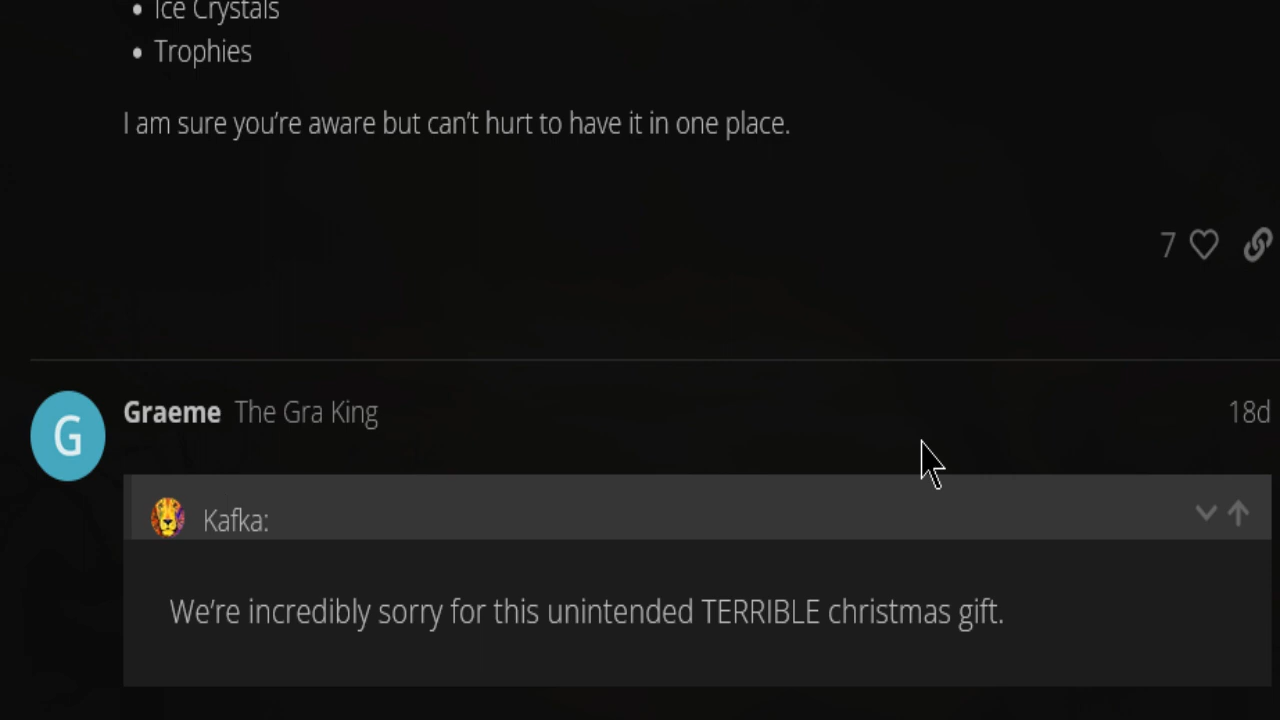 Ice Crystals
Trophies
I am sure you're aware but can't hurt to have it in one place.
7
G
Graeme The Gra King
18d
Kafka:
We're incredibly sorry for this unintended TERRIBLE christmas gift.